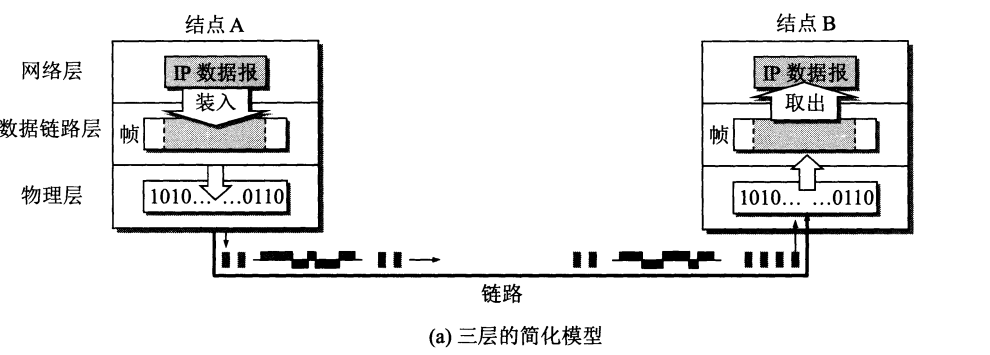 结点 A
结点 B
网络层
IP 数据报
IP 数据报
装入
取出
数据链路层
帧
帧
物理层
1010… …0110
1010… …0110
链路
(a) 三层的简化模型